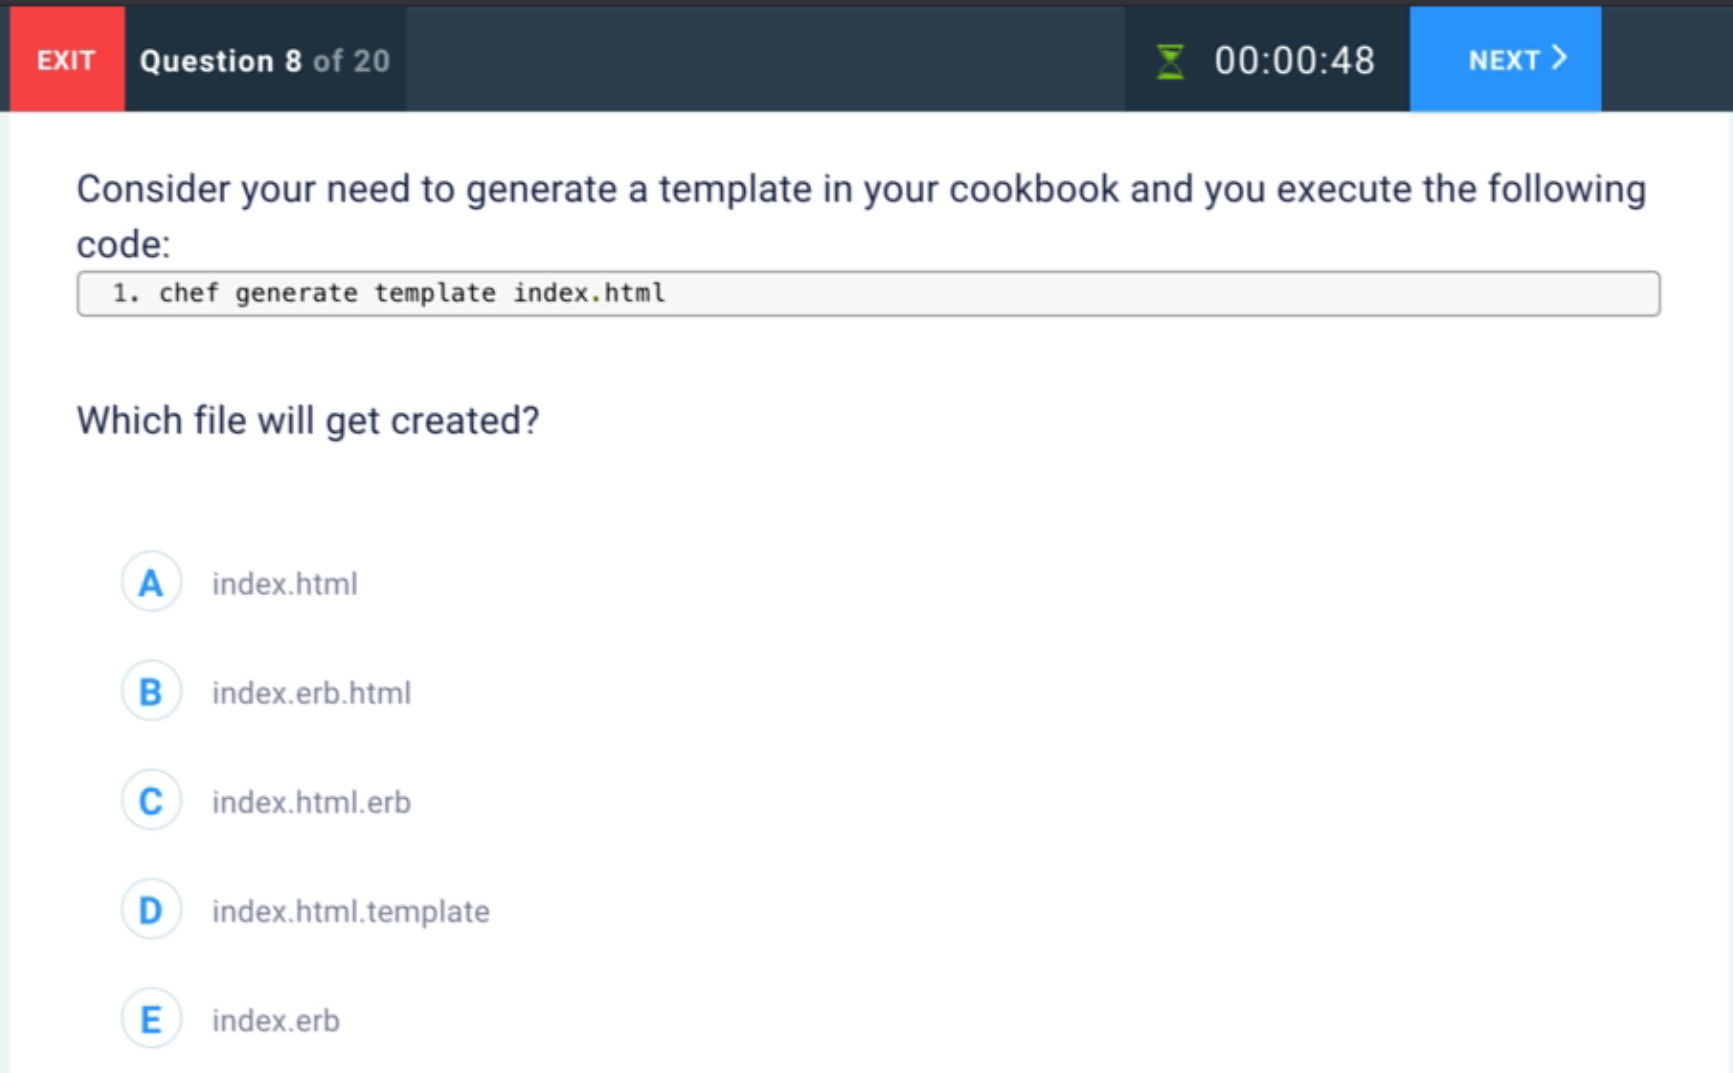 EXIT
Question 8 of 20
00:00:48
NEXT
Consider your need to generate a template in your cookbook and you execute the following
code:
1. chef generate template index.html
Which file will get created?
A index.html
B index.erb.html
C index.html.erb
D index.html.template
E index.erb